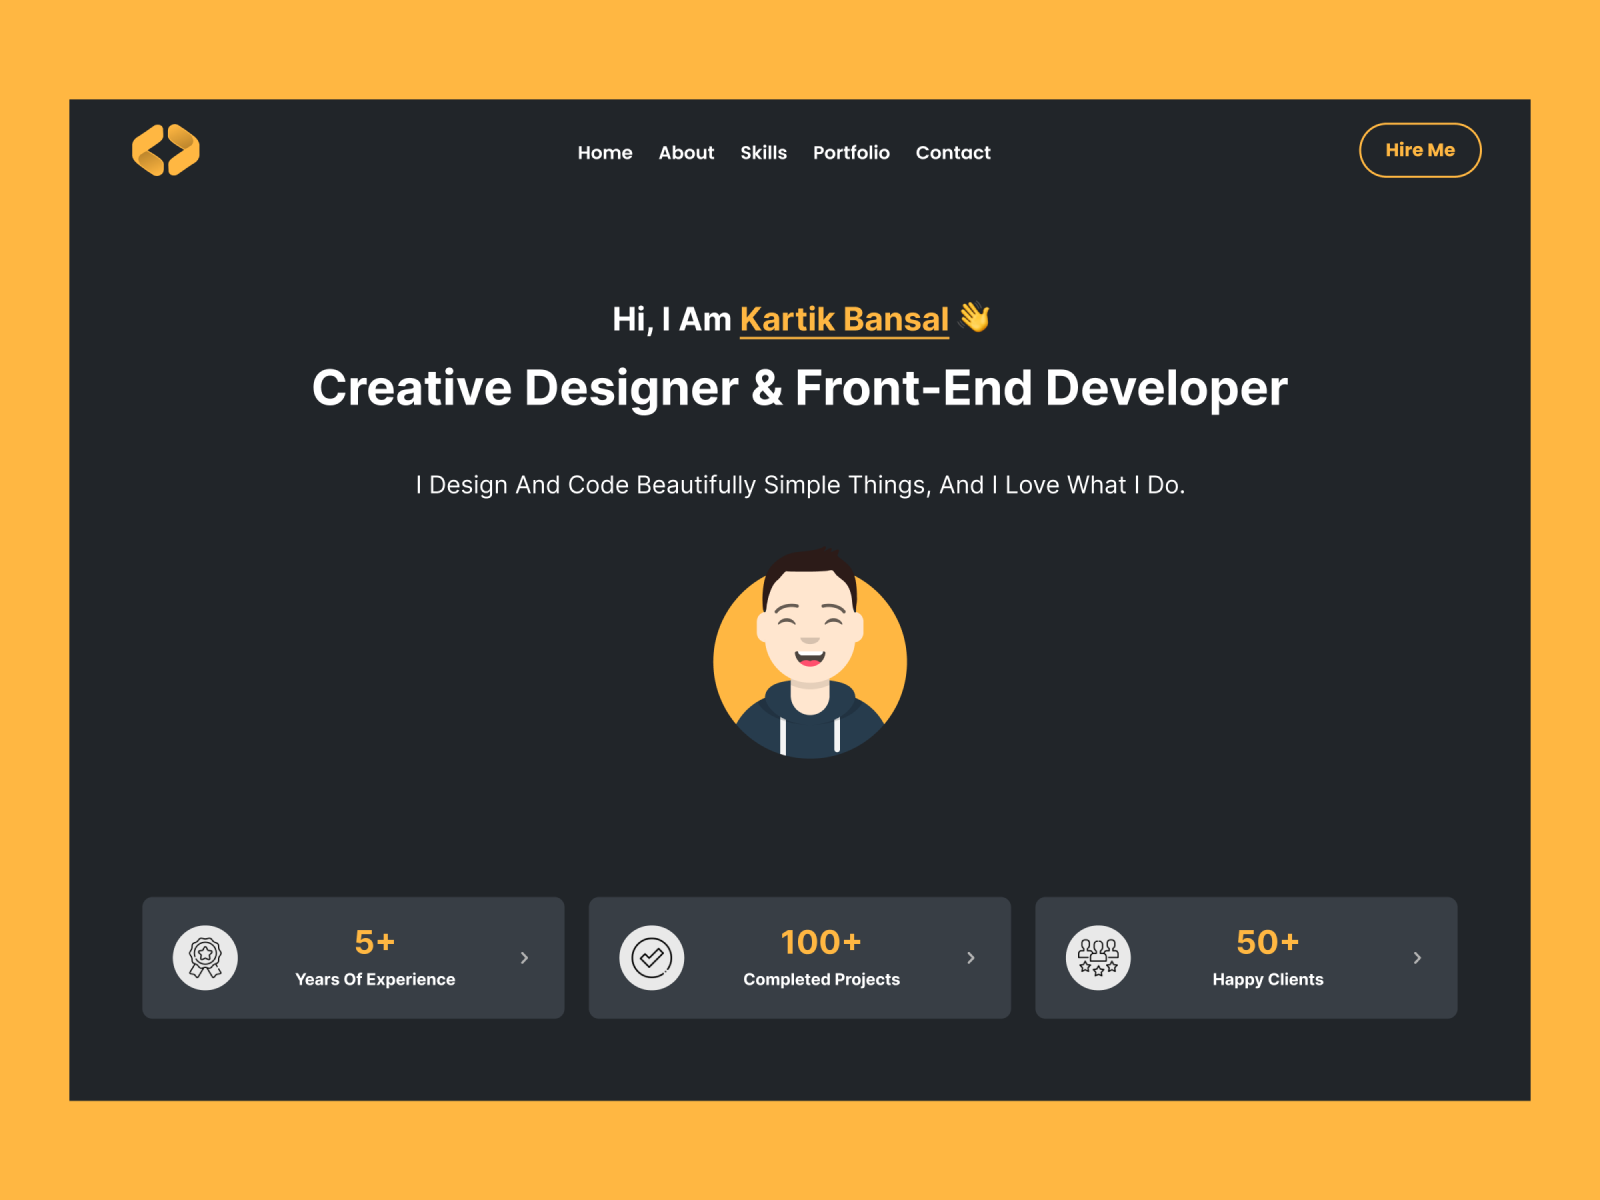 Home About Skills Portfolio Contact
Hire Me
Hi, I Am Kartik Bansal 👋
Creative Designer & Front-End Developer
I Design And Code Beautifully Simple Things, And I Love What I Do.
5+
Years Of Experience
100+
Completed Projects
50+
Happy Clients